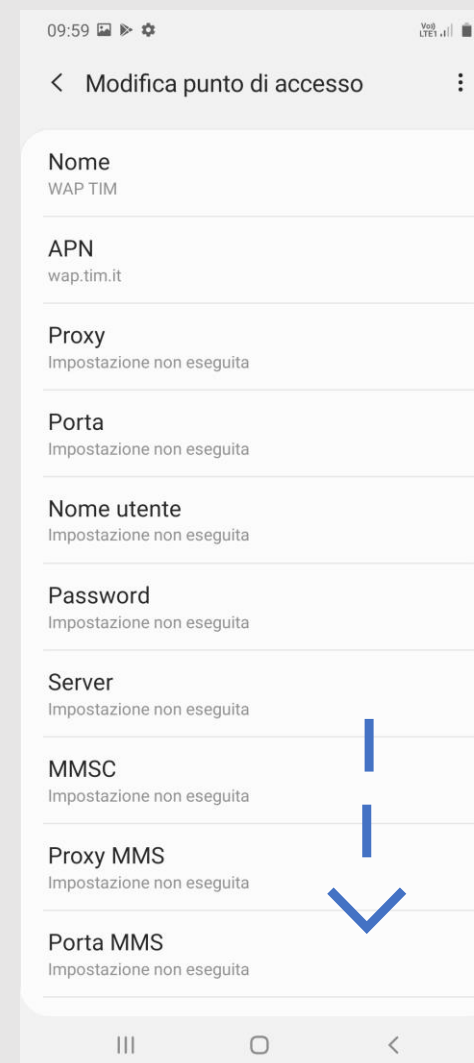 09:59
Vo))
LTE1
Modifica punto di accesso
Nome
WAP TIM
APN
wap.tim.it
Proxy
Impostazione non eseguita
Porta
Impostazione non eseguita
Nome utente
Impostazione non eseguita
Password
Impostazione non eseguita
Server
Impostazione non eseguita
MMSC
Impostazione non eseguita
Proxy MMS
Impostazione non eseguita
Porta MMS
Impostazione non eseguita